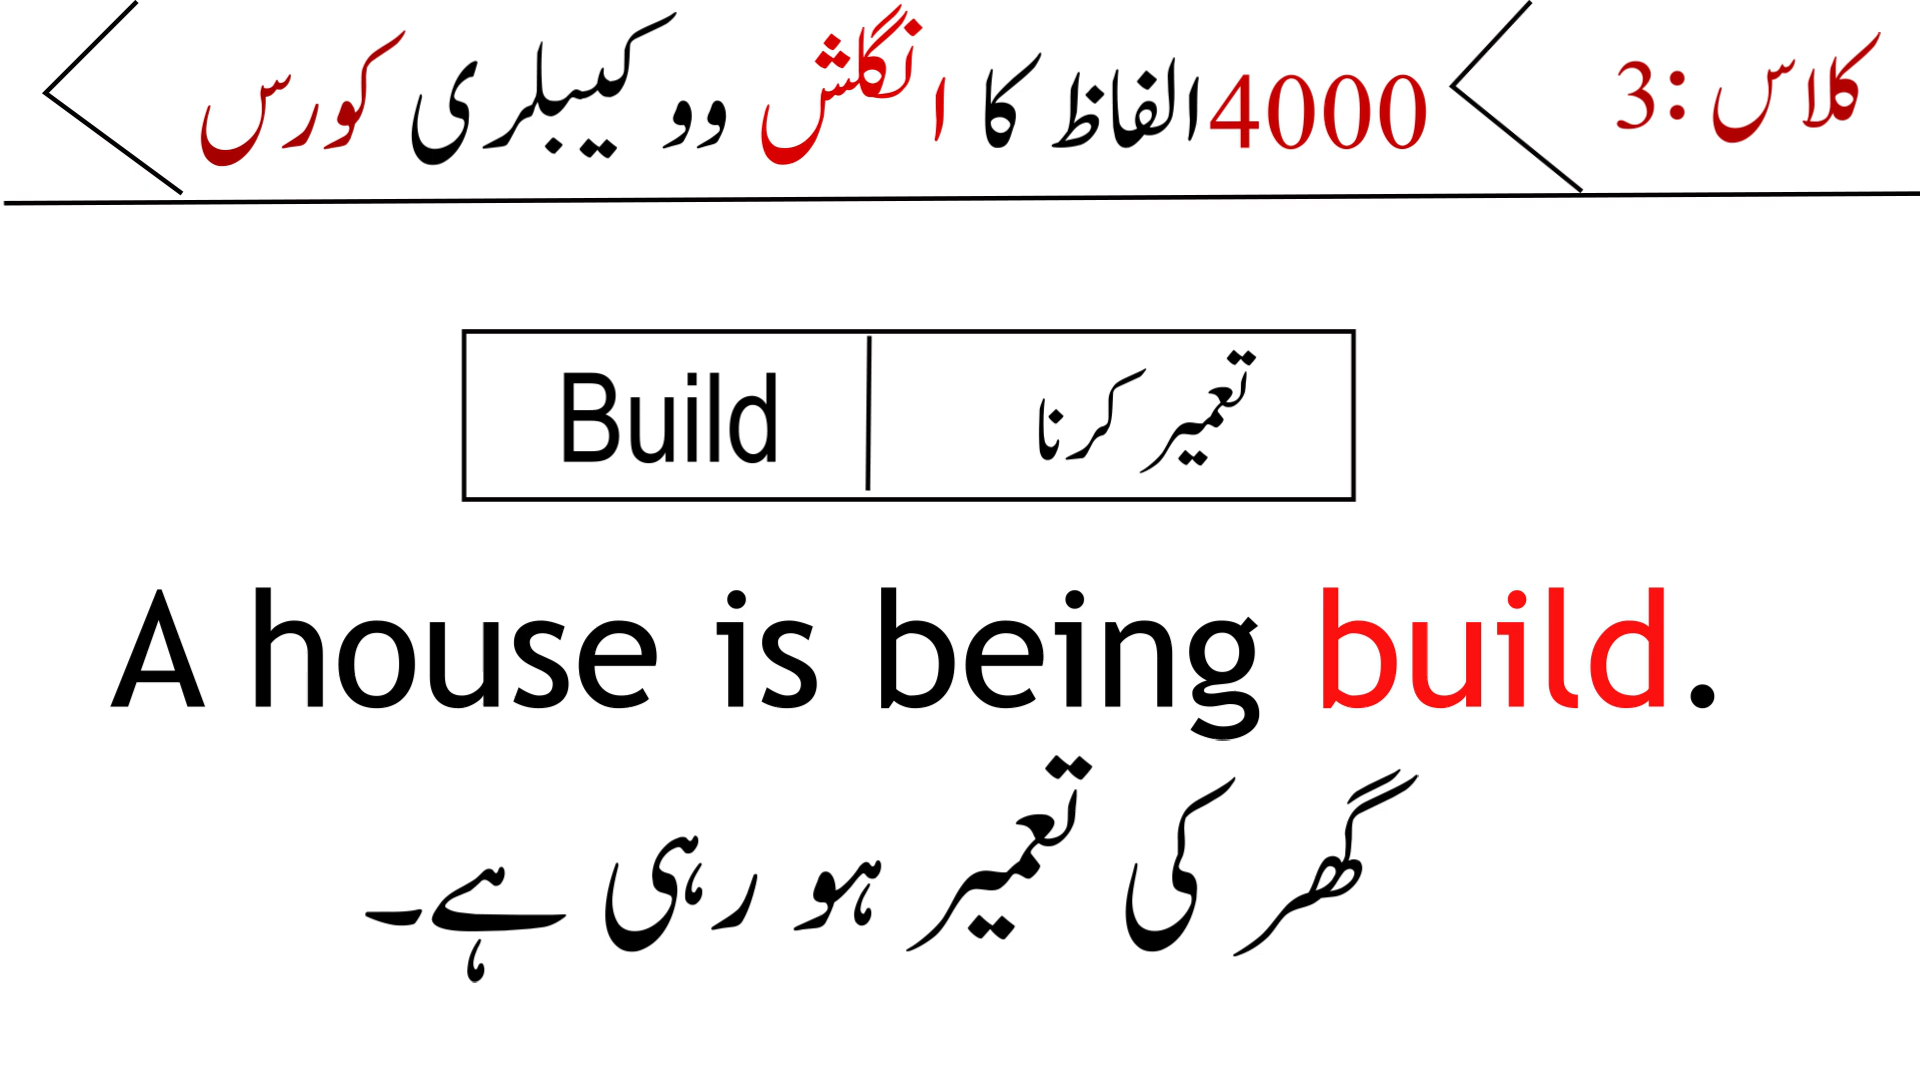 کلاس :3
4000 الفاظ کا انگلش ووکیبلری کورس
Build
تعمیر کرنا
A house is being build.
گھر کی تعمیر ہو رہی ہے۔